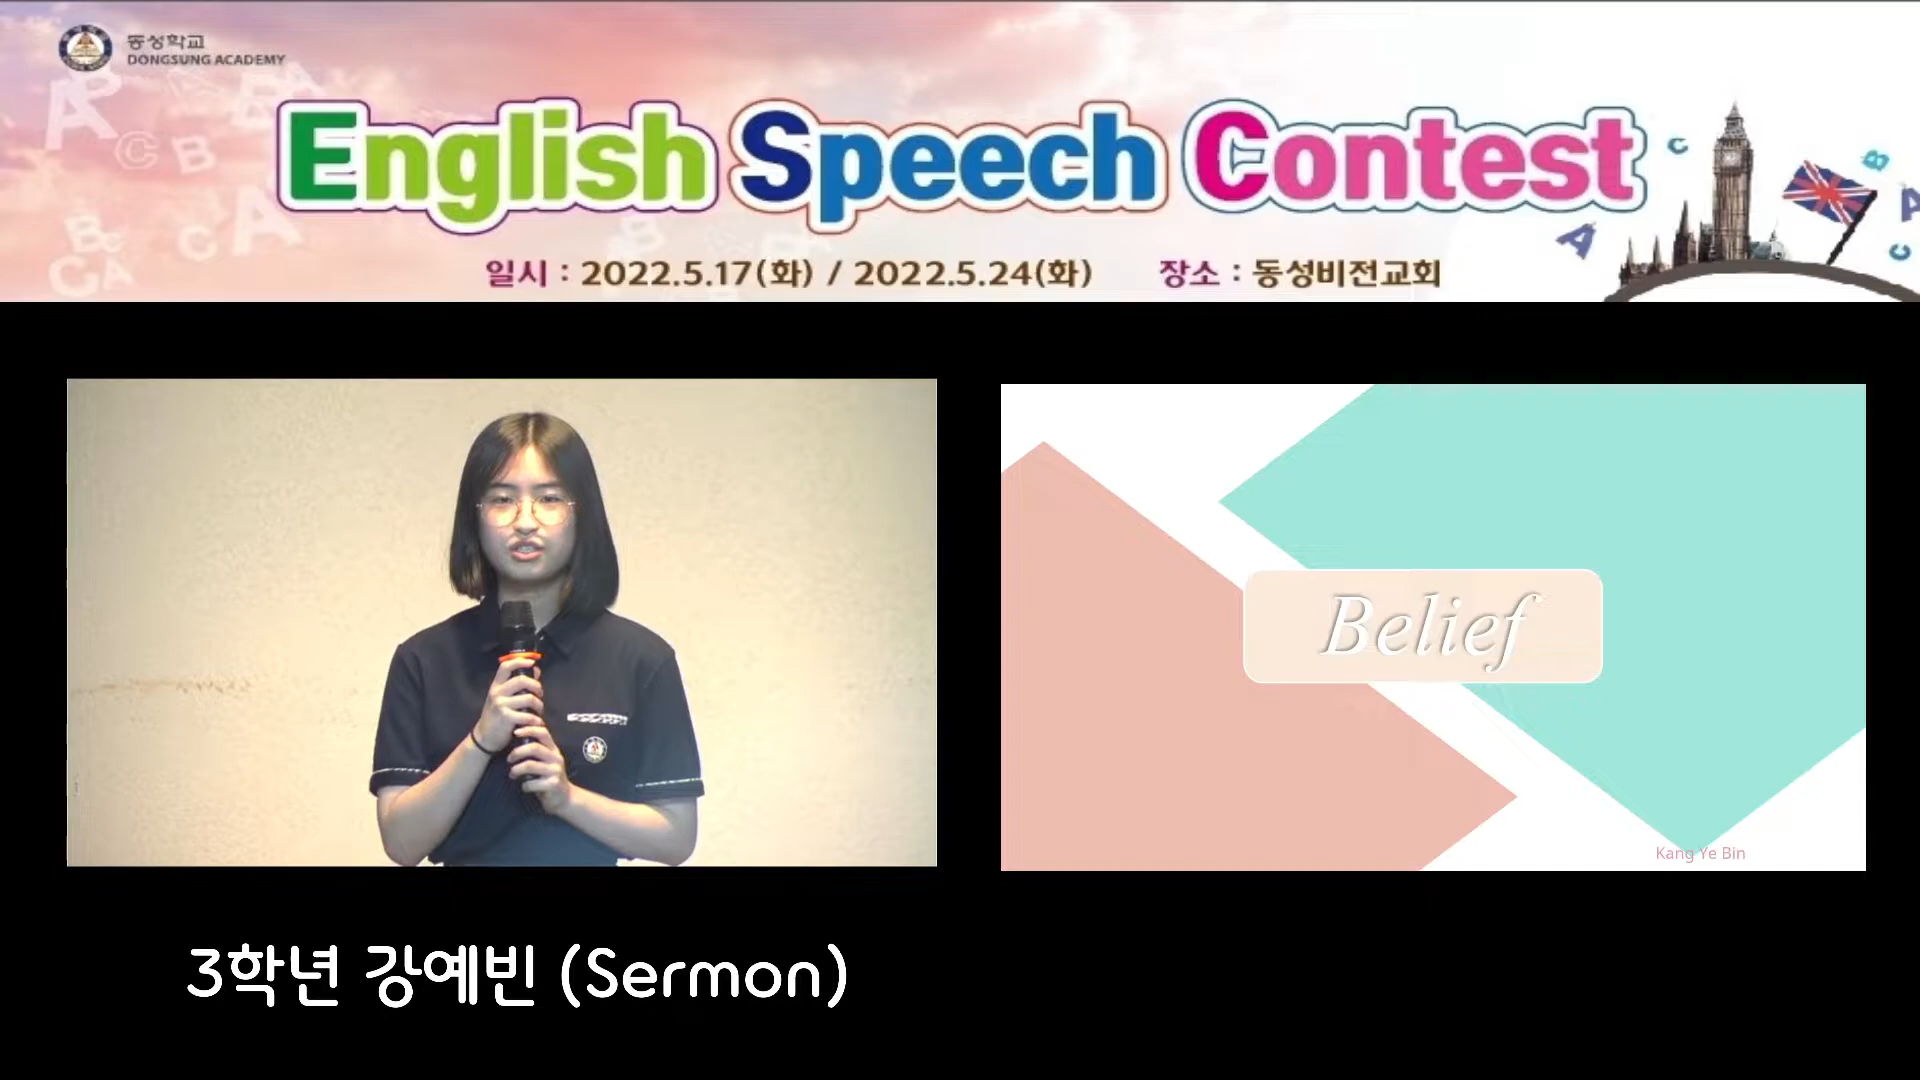 동성학교
DONGSUNG ACADEMY
English Speech Contest
일시 : 2022.5.17(화) / 2022.5.24(화) 장소 : 동성비전교회
Belief
Kang Ye Bin
3학년 강예빈 (Sermon)